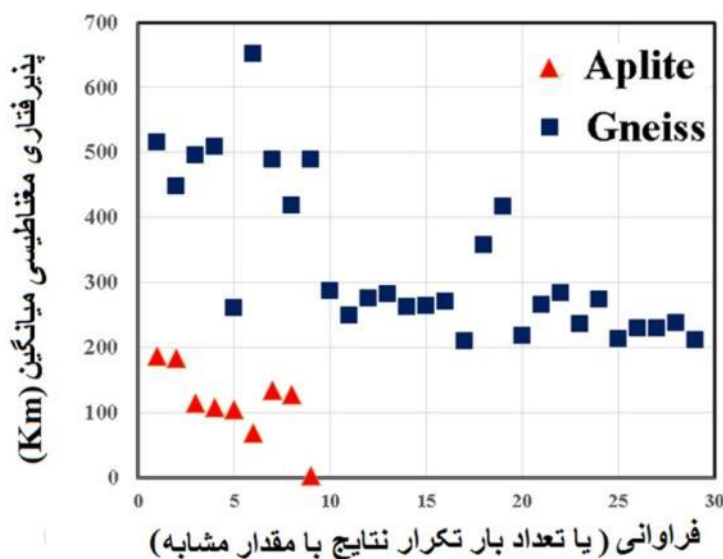 700
600
500
400
300
200
100
0
پذیرفتاری مغناطیسی میانگین (Km)
Aplite
Gneiss
0 5 10 15 20 25 30
فراوانی ( یا تعداد بار تکرار نتایج با مقدار مشابه)